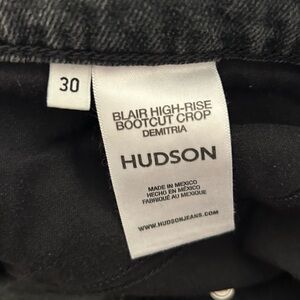 30
BLAIR HIGH-RISE
BOOTCUT CROP
DEMITRIA
HUDSON
MADE IN MEXICO
HECHO EN MÉXICO
FABRIQUÉ AU MEXIQUE
WWW.HUDSONJEANS.COM